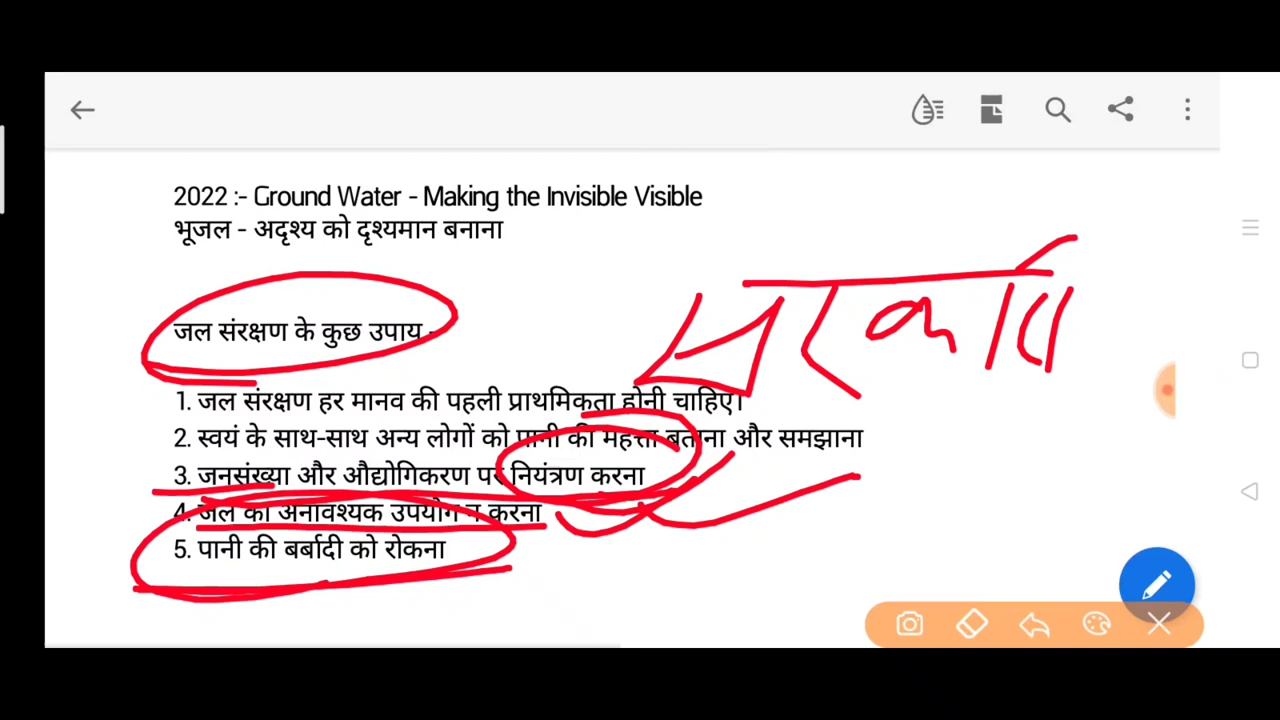 2022 :- Ground Water - Making the Invisible Visible
भूजल - अदृश्य को दृश्यमान बनाना
जल संरक्षण के कुछ उपाय -
1. जल संरक्षण हर मानव की पहली प्राथमिकता होनी चाहिए।
2. स्वयं के साथ-साथ अन्य लोगों को पानी की महत्ता बताना और समझाना
3. जनसंख्या और औद्योगिकरण पर नियंत्रण करना
4. जल का अनावश्यक उपयोग न करना
5. पानी की बर्बादी को रोकना